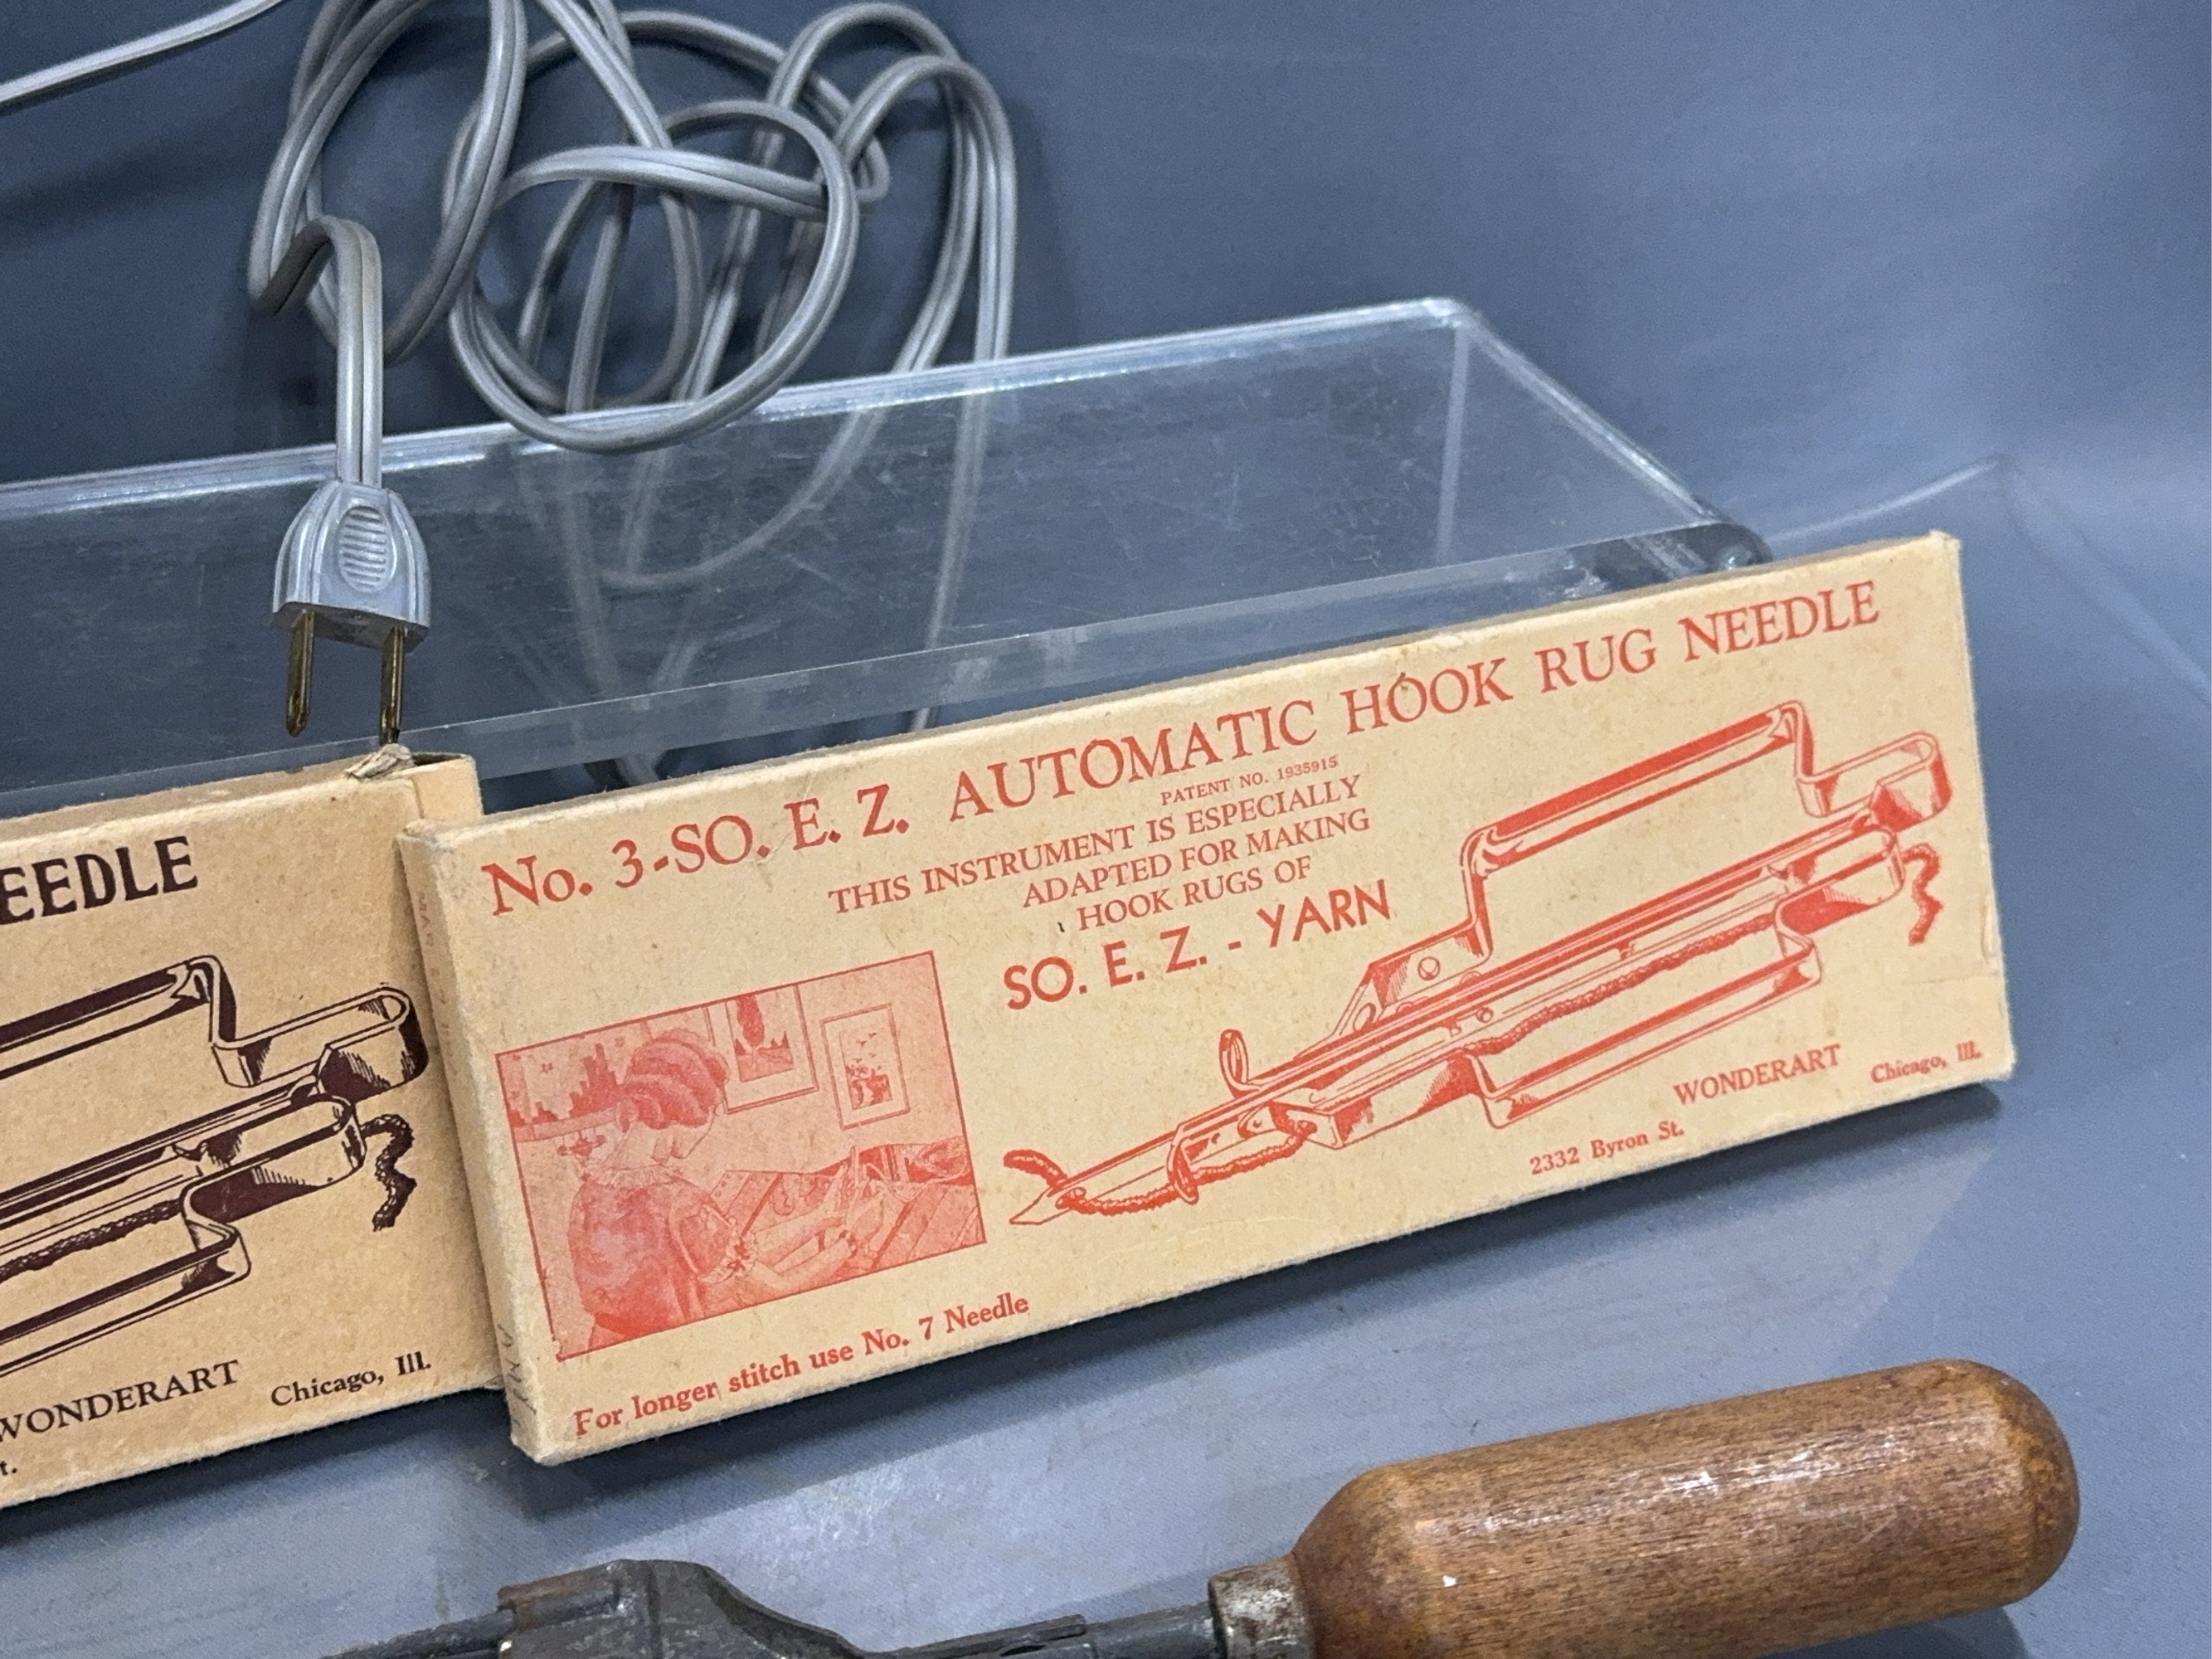 No. 3-SO. E. Z. AUTOMATIC HOOK RUG NEEDLE
PATENT NO. 1935915
THIS INSTRUMENT IS ESPECIALLY
ADAPTED FOR MAKING
HOOK RUGS OF
SO. E. Z. - YARN
WONDERART
2332 Byron St. Chicago, Ill.
For longer stitch use No. 7 Needle
EEDLE
WONDERART
t. Chicago, Ill.